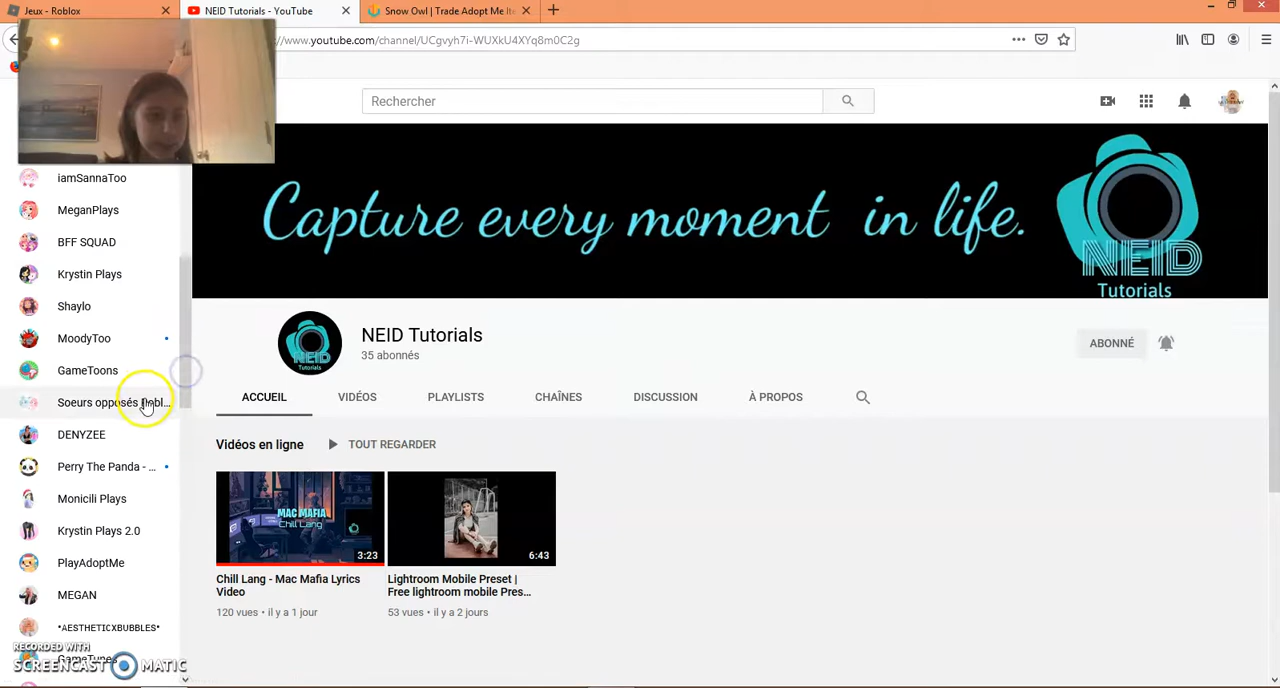 Jeux - Roblox
NEID Tutorials - YouTube
Snow Owl | Trade Adopt Me Ite
//www.youtube.com/channel/UCgvyh7i-WUXkU4XYq8m0C2g
Rechercher
iamSannaToo
MeganPlays
BFF SQUAD
Krystin Plays
Shaylo
MoodyToo
GameToons
Soeurs opposés
DENYZEE
Perry The Panda - ...
Monicili Plays
Krystin Plays 2.0
PlayAdoptMe
MEGAN
*AESTHETICXBUBBLES*
GameTunes
RECORDED WITH
SCREENCAST MATIC
Capture every moment in life.
NEID
Tutorials
NEID
Tutorials
NEID Tutorials
35 abonnés
ABONNÉ
ACCUEIL
VIDÉOS
PLAYLISTS
CHAÎNES
DISCUSSION
À PROPOS
Vidéos en ligne
TOUT REGARDER
MAC MAFIA
Chill Lang
3:23
6:43
Chill Lang - Mac Mafia Lyrics
Video
120 vues • il y a 1 jour
Lightroom Mobile Preset |
Free lightroom mobile Pres...
53 vues • il y a 2 jours